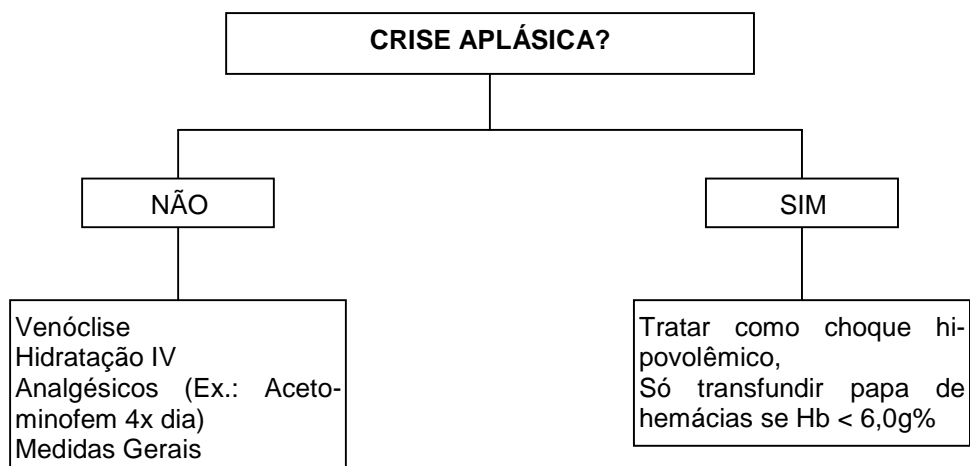 CRISE APLÁSICA?
NÃO
SIM
Venóclise
Hidratação IV
Analgésicos (Ex.: Aceto-
minofem 4x dia)
Medidas Gerais
Tratar como choque hi-
povolêmico,
Só transfundir papa de
hemácias se Hb < 6,0g%